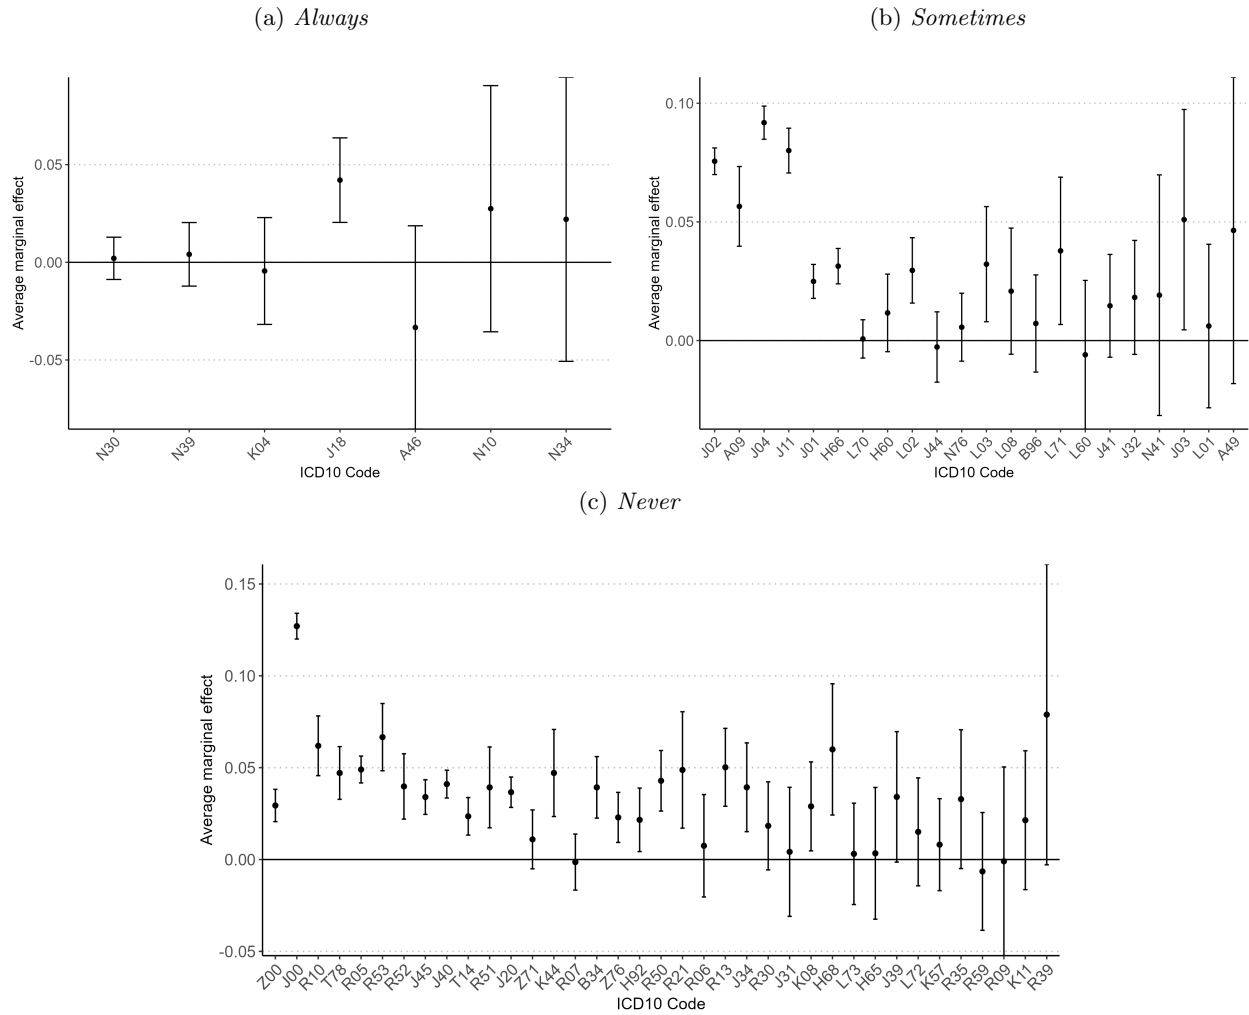 (a) Always
Average marginal effect
0.05
0.00
-0.05
N30 N39 K04 J18 A46 N10 N34
ICD10 Code
(b) Sometimes
Average marginal effect
0.10
0.05
0.00
J02 A09 J04 J11 J01 H66 L70 H60 L02 J44 N76 L03 L08 B96 L71 L60 J41 J32 N41 J03 L01 A49
ICD10 Code
(c) Never
Average marginal effect
0.15
0.10
0.05
0.00
-0.05
Z00 J00 R10 T78 R05 R53 R52 J45 J40 T14 R51 J20 Z71 K44 R07 B34 Z76 H92 R50 R21 R06 R13 J34 R30 J31 K08 H68 L73 H65 J39 L72 K57 R35 R59 R09 K11 R39
ICD10 Code